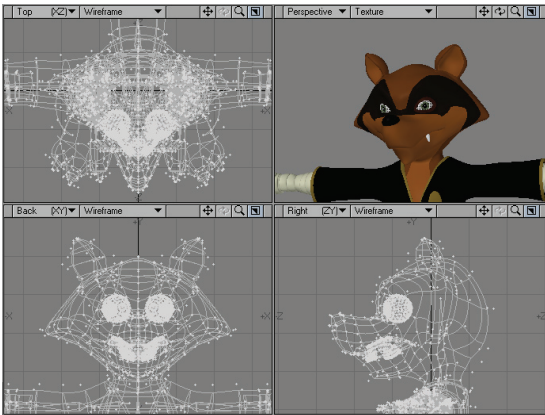 Top (XZ) Wireframe
Perspective Texture
Back (XY) Wireframe
Right (ZY) Wireframe
+Y
+Y
-X
+X
-Z